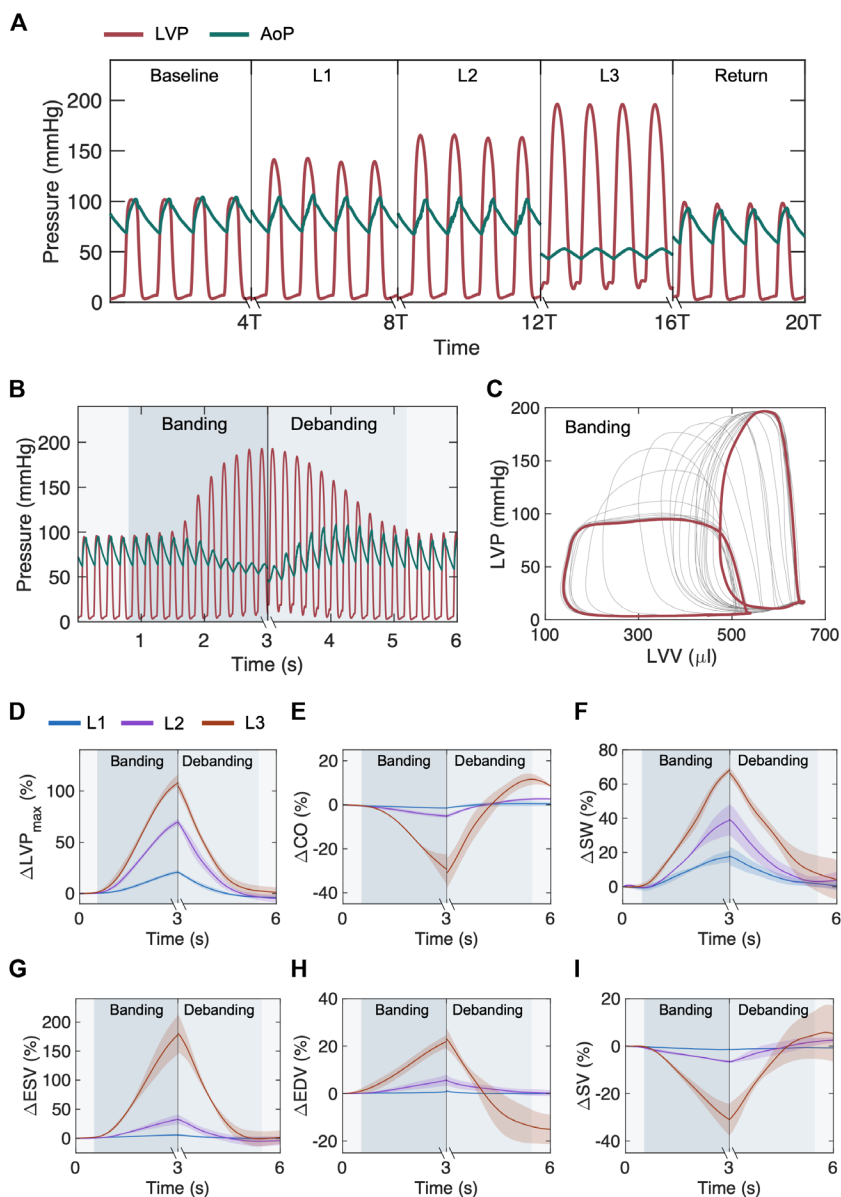 A
LVP AoP
Baseline L1 L2 L3 Return
Pressure (mmHg)
200
150
100
50
0
4T 8T 12T 16T 20T
Time
B
Banding Debanding
Pressure (mmHg)
200
150
100
50
0
1 2 3 4 5 6
Time (s)
C
Banding
LVP (mmHg)
200
150
100
50
0
100 300 500 700
LVV (μl)
D
L1 L2 L3
Banding Debanding
ΔLVPmax (%)
100
50
0
0 3 6
Time (s)
E
Banding Debanding
ΔCO (%)
20
0
-20
-40
0 3 6
Time (s)
F
Banding Debanding
ΔSW (%)
80
60
40
20
0
0 3 6
Time (s)
G
Banding Debanding
ΔESV (%)
200
150
100
50
0
0 3 6
Time (s)
H
Banding Debanding
ΔEDV (%)
40
20
0
-20
0 3 6
Time (s)
I
Banding Debanding
ΔSV (%)
20
0
-20
-40
0 3 6
Time (s)